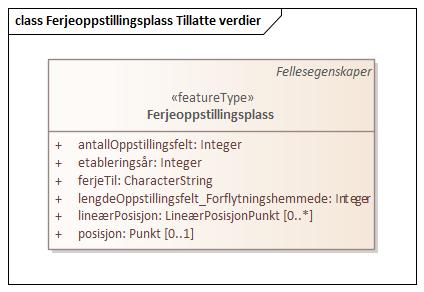 class Ferjeoppstillingsplass Tillatte verdier
Fellesegenskaper
«featureType»
Ferjeoppstillingsplass
+ antallOppstillingsfelt: Integer
+ etableringsår: Integer
+ ferjeTil: CharacterString
+ lengdeOppstillingsfelt_Forflytningshemmede: Integer
+ lineærPosisjon: LineærPosisjonPunkt [0..*]
+ posisjon: Punkt [0..1]